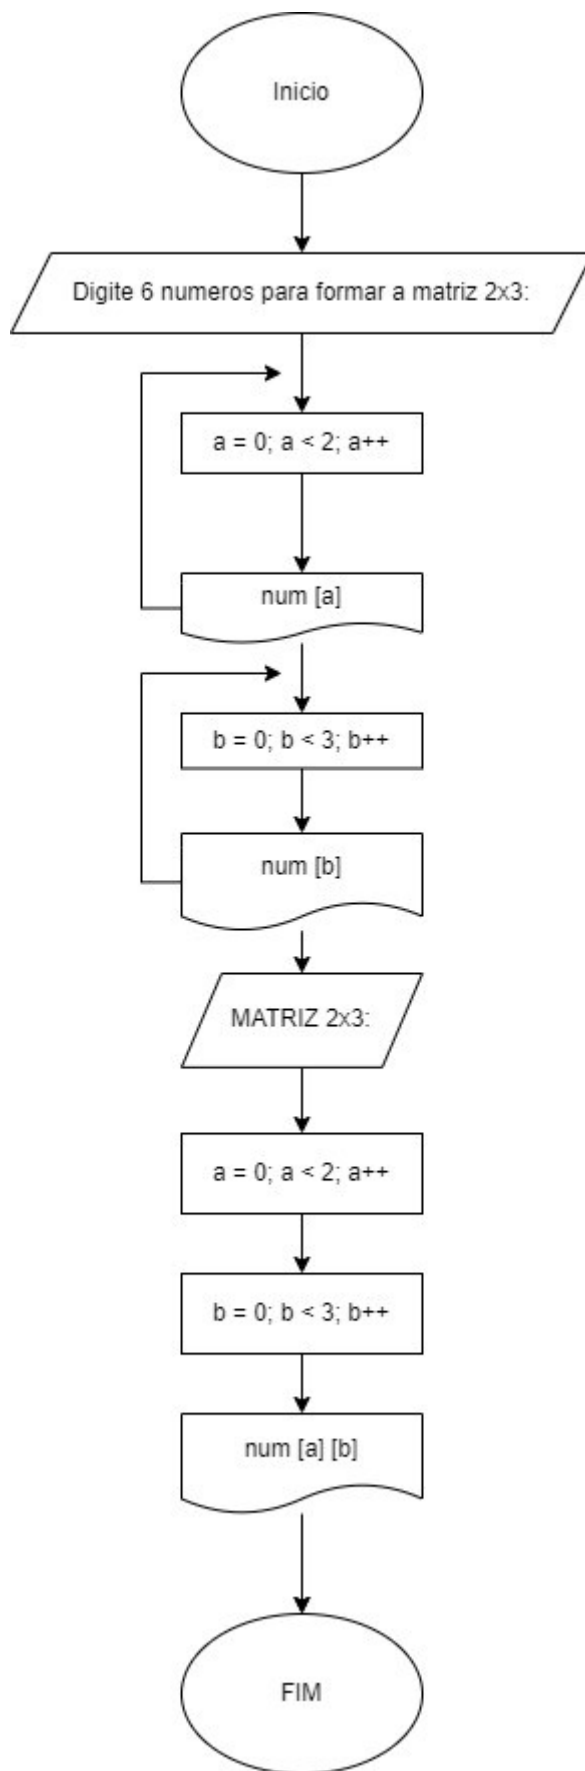 Inicio
Digite 6 numeros para formar a matriz 2x3:
a = 0; a < 2; a++
num [a]
b = 0; b < 3; b++
num [b]
MATRIZ 2x3:
a = 0; a < 2; a++
b = 0; b < 3; b++
num [a] [b]
FIM